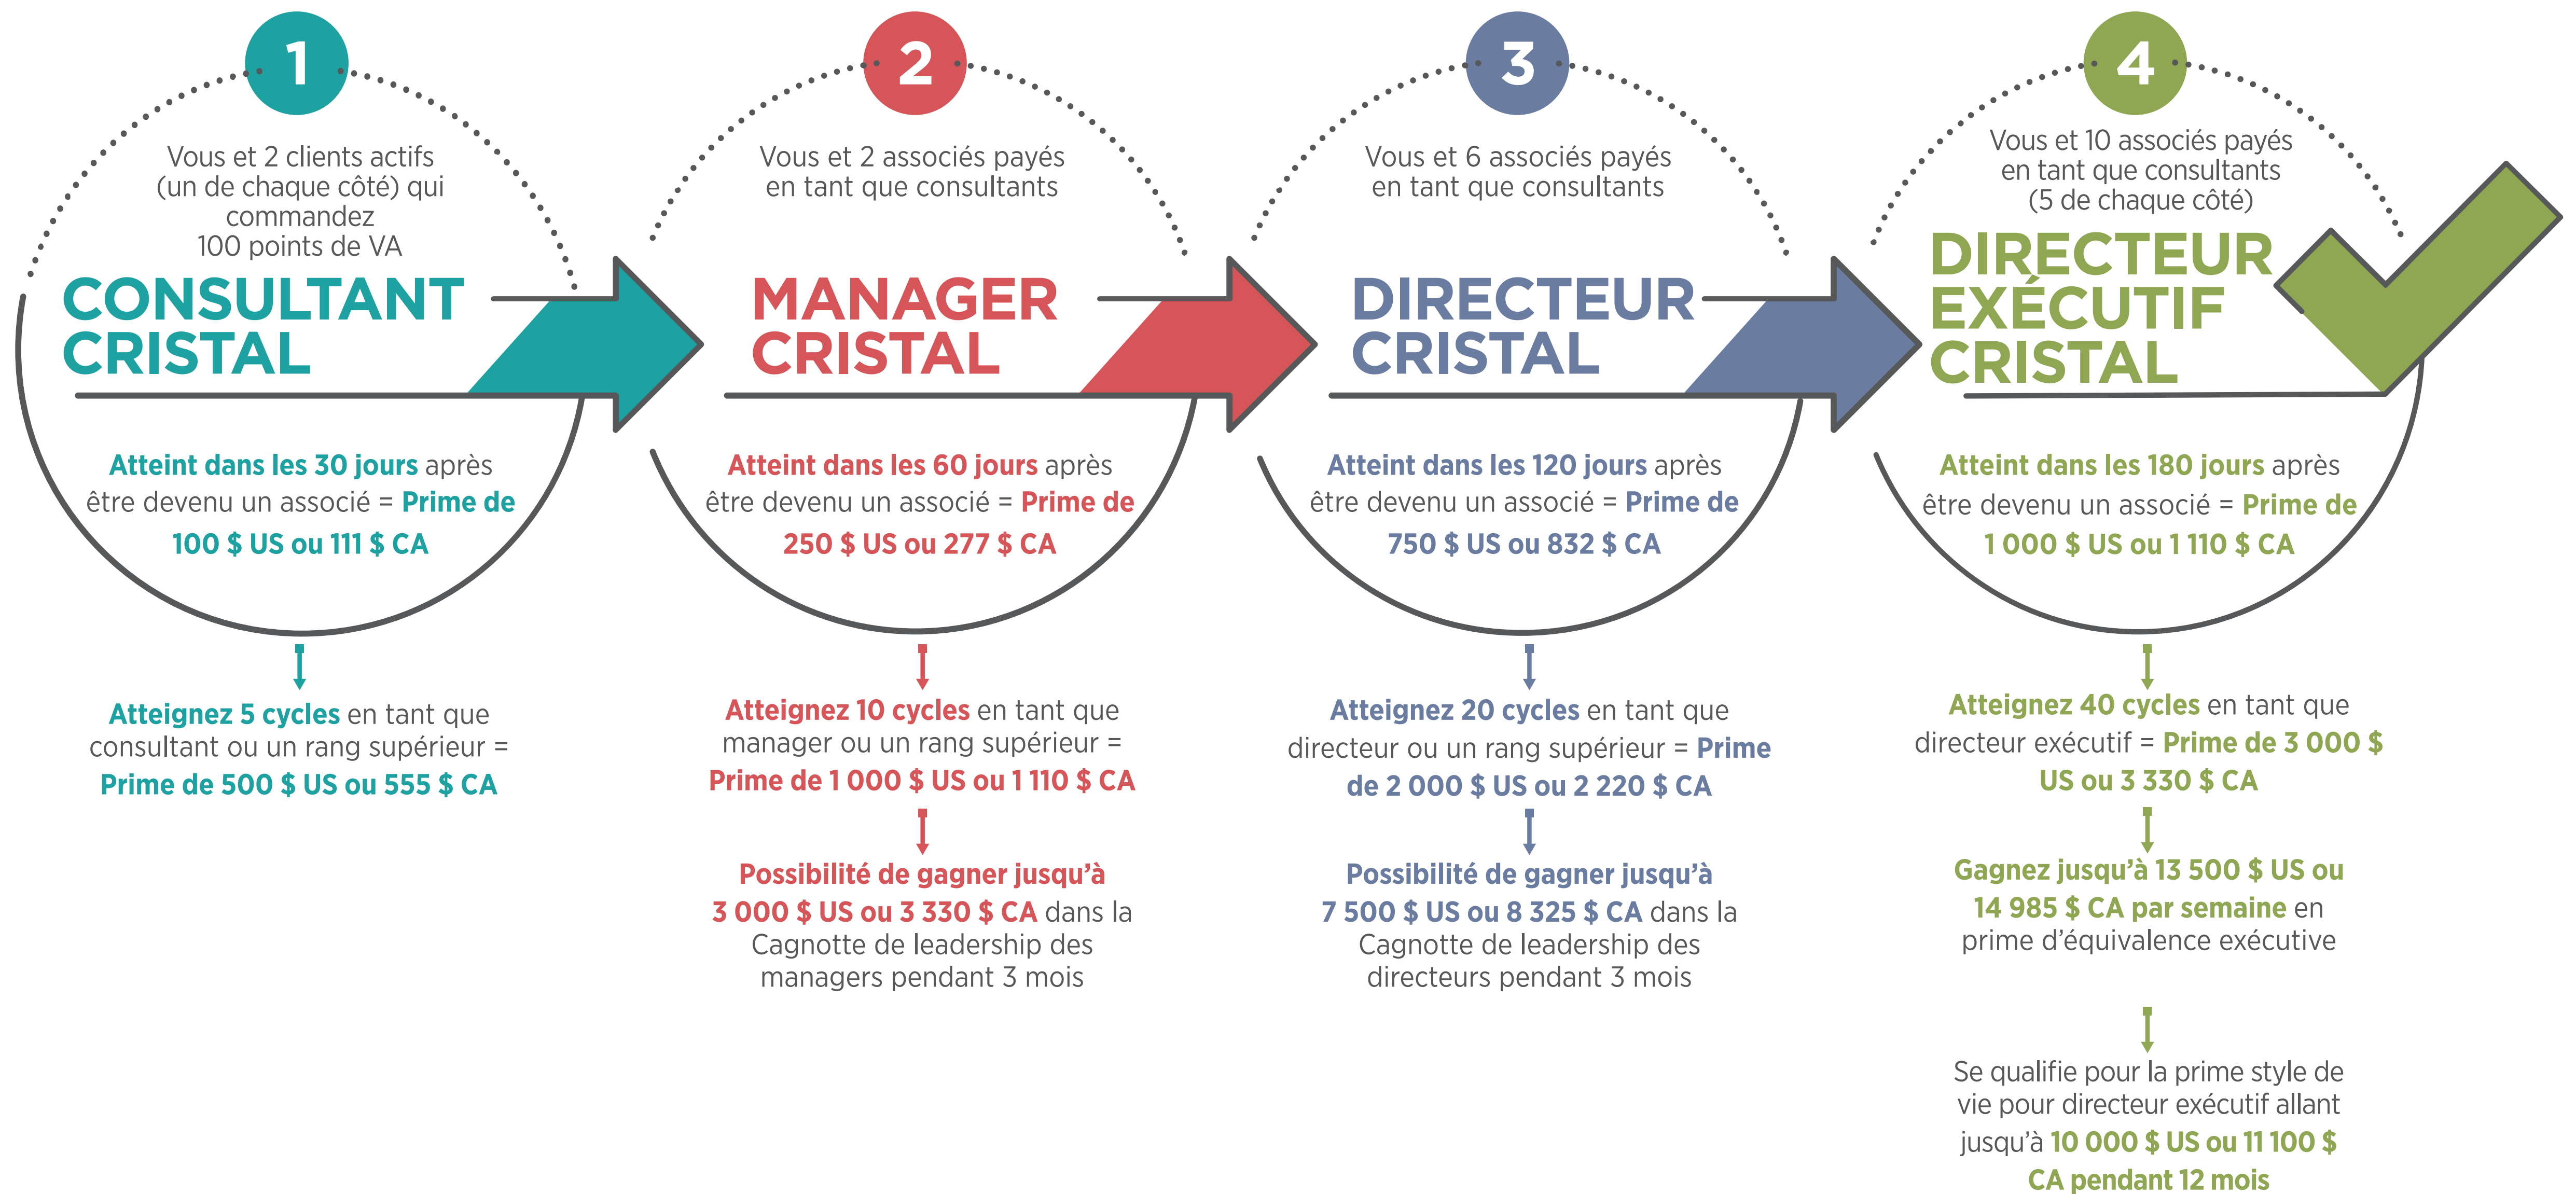 1
Vous et 2 clients actifs
(un de chaque côté) qui
commandez
100 points de VA
CONSULTANT
CRISTAL
Atteint dans les 30 jours après
être devenu un associé = Prime de
100 $ US ou 111 $ CA
Atteignez 5 cycles en tant que
consultant ou un rang supérieur =
Prime de 500 $ US ou 555 $ CA
2
Vous et 2 associés payés
en tant que consultants
MANAGER
CRISTAL
Atteint dans les 60 jours après
être devenu un associé = Prime de
250 $ US ou 277 $ CA
Atteignez 10 cycles en tant que
manager ou un rang supérieur =
Prime de 1 000 $ US ou 1 110 $ CA
Possibilité de gagner jusqu’à
3 000 $ US ou 3 330 $ CA dans la
Cagnotte de leadership des
managers pendant 3 mois
3
Vous et 6 associés payés
en tant que consultants
DIRECTEUR
CRISTAL
Atteint dans les 120 jours après
être devenu un associé = Prime de
750 $ US ou 832 $ CA
Atteignez 20 cycles en tant que
directeur ou un rang supérieur = Prime
de 2 000 $ US ou 2 220 $ CA
Possibilité de gagner jusqu’à
7 500 $ US ou 8 325 $ CA dans la
Cagnotte de leadership des
directeurs pendant 3 mois
4
Vous et 10 associés payés
en tant que consultants
(5 de chaque côté)
DIRECTEUR
EXÉCUTIF
CRISTAL
Atteint dans les 180 jours après
être devenu un associé = Prime de
1 000 $ US ou 1 110 $ CA
Atteignez 40 cycles en tant que
directeur exécutif = Prime de 3 000 $
US ou 3 330 $ CA
Gagnez jusqu’à 13 500 $ US ou
14 985 $ CA par semaine en
prime d’équivalence exécutive
Se qualifie pour la prime style de
vie pour directeur exécutif allant
jusqu’à 10 000 $ US ou 11 100 $
CA pendant 12 mois